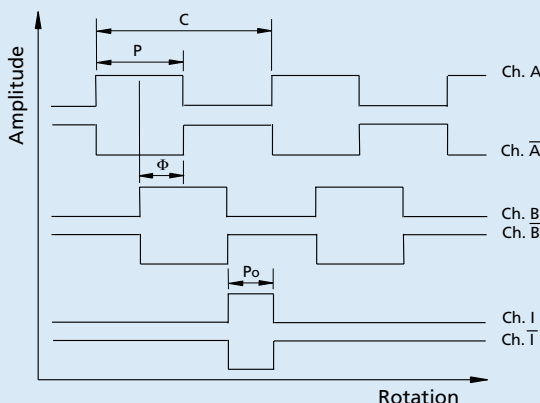 C
Ch. A
P
Amplitude
Ch. A̅
Φ
Ch. B
Ch. B̅
Po
Ch. I
Ch. I̅
Rotation